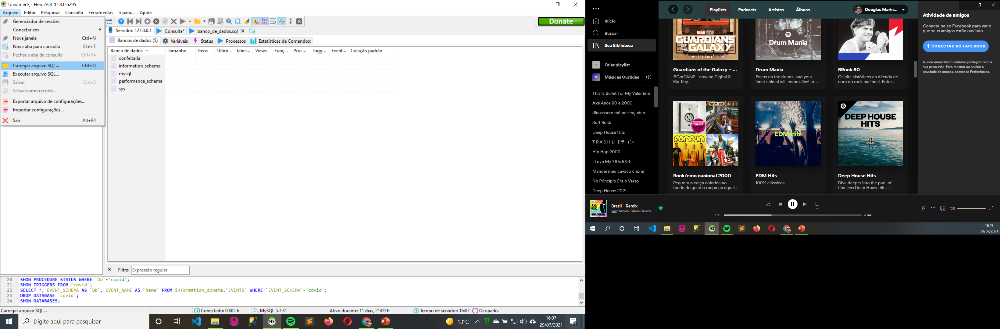 Unnamed\ - HeidiSQL 11.3.0.6295
Arquivo Editar Pesquisar Consulta Ferramentas Ir para... Ajuda
Gerenciador de sessões
Conectar em
Nova janela Ctrl+N
Nova aba para consulta Ctrl+T
Fechar a aba de consulta Ctrl+F4
Carregar arquivo SQL... Ctrl+O
Executar arquivo SQL...
Salvar Ctrl+S
Salvar como recorte...
Exportar arquivo de configurações...
Importar configurações...
Sair Alt+F4
Donate
Servidor: 127.0.0.1 Consulta* banco_de_dados.sql
Bancos de dados (5) Variáveis Status Processos Estatísticas de Comandos:
Banco de dados Tamanho Itens Últim... Tabel... Views Funç... Proc... Trigg... Event... Colação padrão
confeitaria
information_schema
mysql
performance_schema
sys
Filtro: Expressão regular
20 SHOW PROCEDURE STATUS WHERE `Db`='covid';
21 SHOW TRIGGERS FROM `covid`;
22 SELECT *, EVENT_SCHEMA AS `Db`, EVENT_NAME AS `Name` FROM information_schema.`EVENTS` WHERE `EVENT_SCHEMA`='covid';
23 DROP DATABASE `covid`;
24 SHOW DATABASES;
Carregar arquivo SQL... Conectado: 00:05 h MySQL 5.7.31 Ativo durante: 11 dias, 21:09 h Tempo de servidor: 16:07 Ocupado.
Digite aqui para pesquisar
13°C
16:07
29/07/2021
1
Início
Buscar
Sua Biblioteca
Criar playlist
Músicas Curtidas
This Is Bullet For My Valentine
Axé Anos 90 a 2000
dinossauro mó pescoçudao ...
Soft Rock
Deep House Hits
T R A S H 新 ドラゴン
Hip Hop 2000
I Love My '00s R&B
Mandei meu cavaco chorar
No Princípio Era o Verso
Deep House 2021
Playlists Podcasts Artistas Álbuns
Douglas Marin...
MARVEL STUDIOS
GUARDIANS
OF THE GALAXY
COMPLETE COLLECTION
Guardians of the Galaxy – ...
#GotGVol2 - now on Digital &
Blu-Ray.
Drum Mania
Drum Mania
Focus on the drums, and your
inner animal will come alive! In-...
BRock 80
Os hits históricos da década de
ouro do rock nacional. Foto:...
CPM 22
FORFUN
AO VIVO
CINE
Rock/emo nacional 2000
Pegue sua calça colorida no
fundo do guarda roupa ou aquel...
EDM Hits
EDM Hits
100% clássicos.
DEEP HOUSE
HITS
Deep House Hits
Dive deeper into the pool of
timeless Deep House hits....
Atividade de amigos
Conecte-se ao Facebook para ver o
que seus amigos estão ouvindo.
CONECTAR AO FACEBOOK
Nunca vamos fazer nenhuma postagem sem a
sua permissão. Para mostrar ou ocultar a
atividade de amigos, acesse as Preferências.
BRAZIL
Brazil - Remix
Iggy Azalea, Gloria Groove
1:18
3:44
16:07
29/07/2021